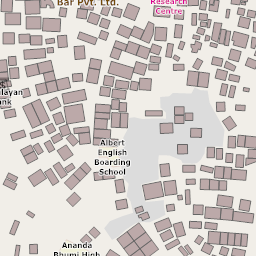 Bar Pvt. Ltd.
Research
Centre
Albert
English
Boarding
School
Ananda
Bhumi High